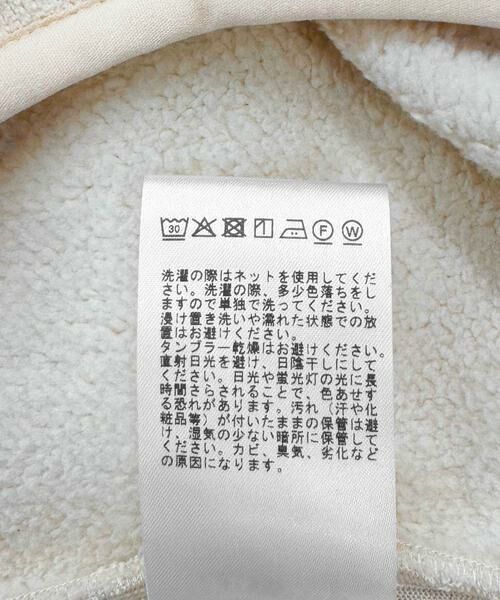 30 F W
洗濯の際はネットを使用してくだ
さい。洗濯の際、多少色落ちをし
ますので単独で洗ってください。
浸け置き洗いや濡れた状態での放
置はお避けください。
タンブラー乾燥はお避けください。
直射日光を避け、日陰干しにして
ください。日光や蛍光灯の光に長
時間さらされることで、色あせす
る恐れがあります。汚れ（汗や化
粧品等）が付いたままの保管は避
け、湿気の少ない暗所に保管して
ください。カビ、臭気、劣化など
の原因になります。